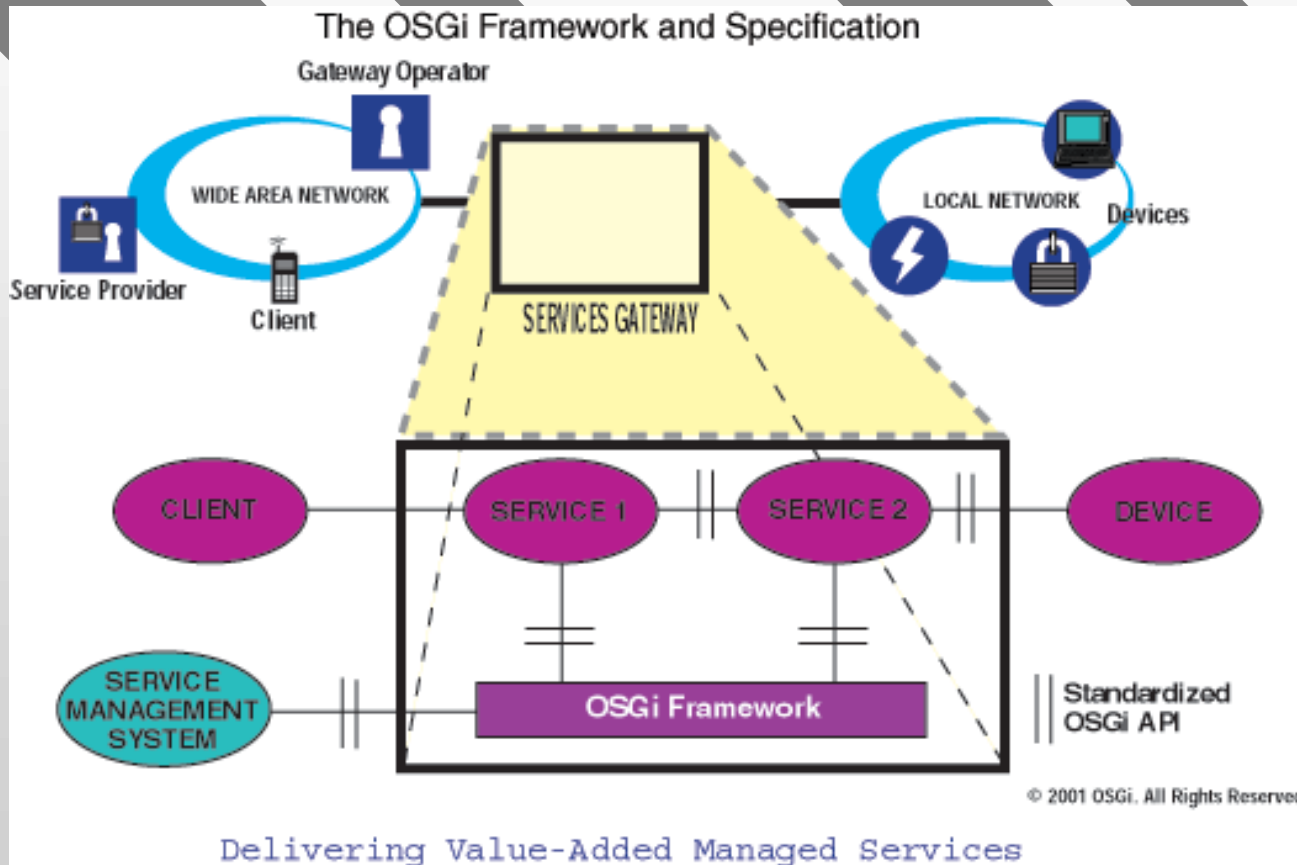 The OSGi Framework and Specification
Gateway Operator
WIDE AREA NETWORK
Service Provider
Client
SERVICES GATEWAY
LOCAL NETWORK
Devices
CLIENT
SERVICE 1
SERVICE 2
DEVICE
SERVICE
MANAGEMENT
SYSTEM
OSGi Framework
Standardized
OSGi API
© 2001 OSGi. All Rights Reserved
Delivering Value-Added Managed Services